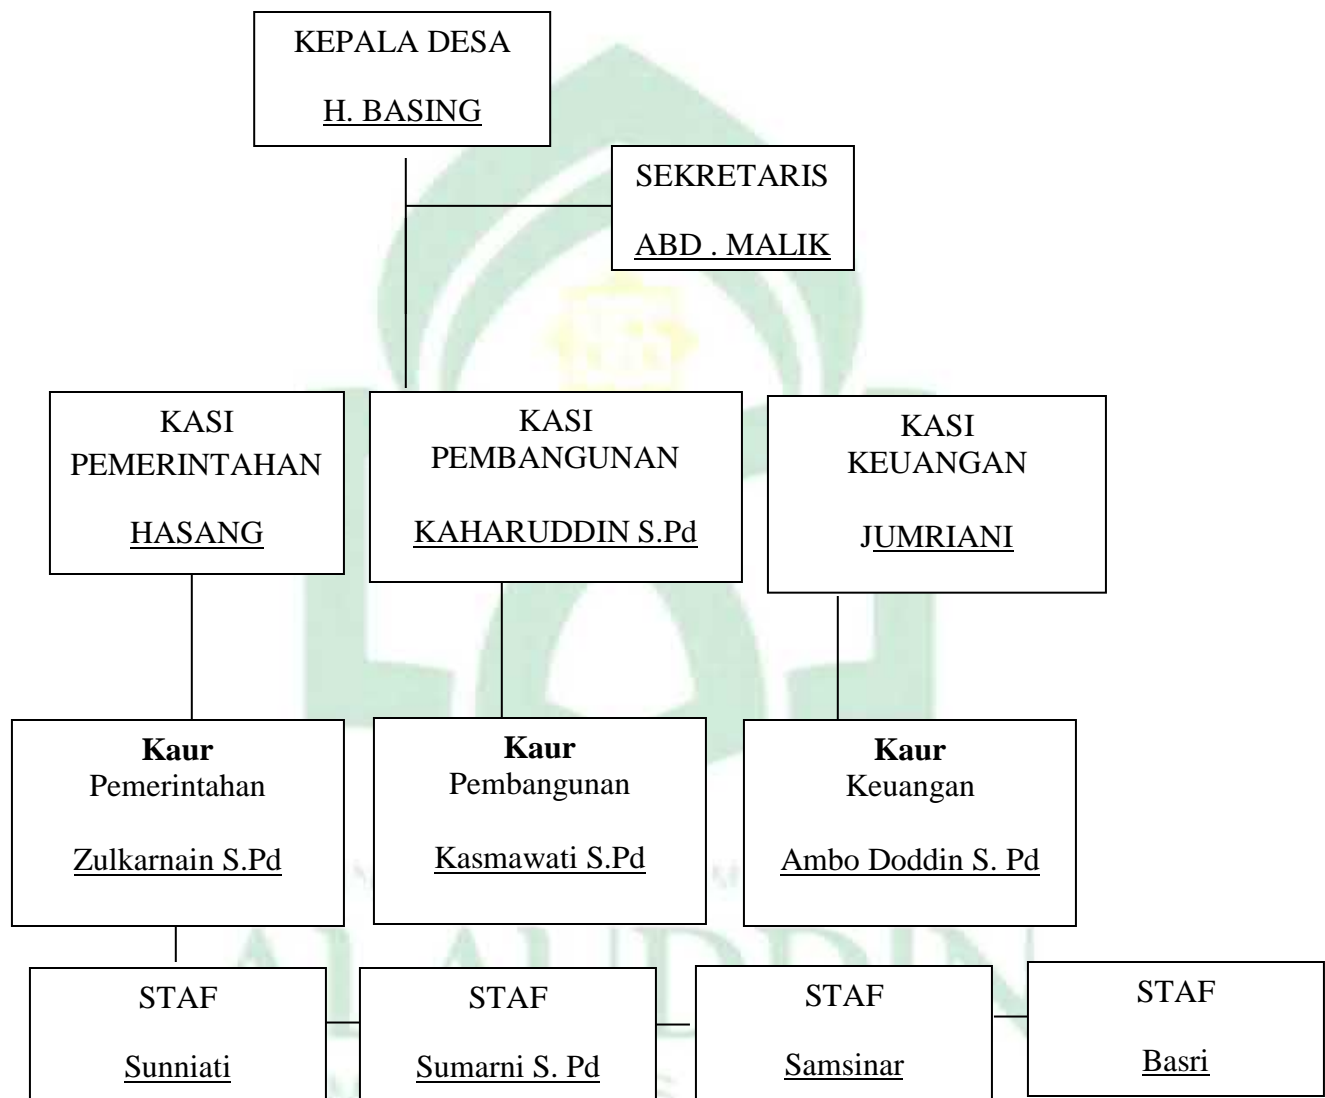 KEPALA DESA
H. BASING
SEKRETARIS
ABD . MALIK
KASI
PEMERINTAHAN
HASANG
KASI
PEMBANGUNAN
KAHARUDDIN S.Pd
KASI
KEUANGAN
JUMRIANI
Kaur
Pemerintahan
Zulkarnain S.Pd
Kaur
Pembangunan
Kasmawati S.Pd
Kaur
Keuangan
Ambo Doddin S. Pd
ALAUDDIN
STAF
Sunniati
STAF
Sumarni S. Pd
STAF
Samsinar
STAF
Basri